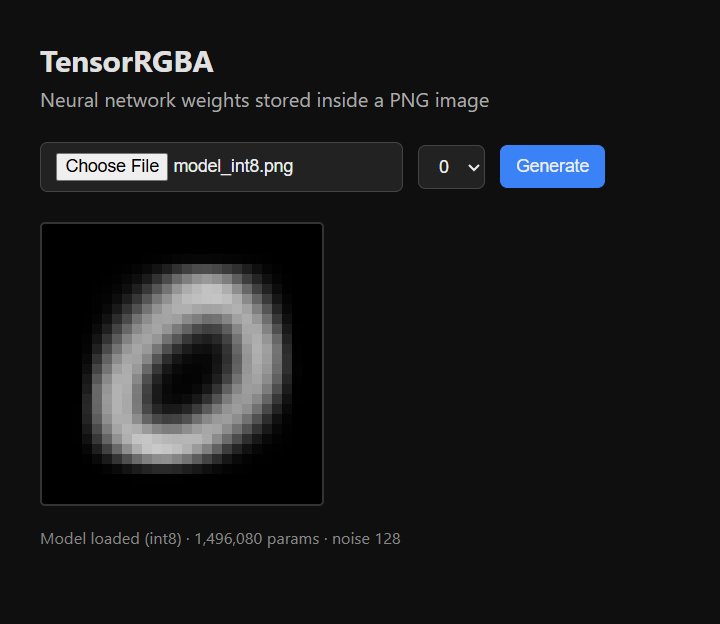 TensorRGBA
Neural network weights stored inside a PNG image
Choose File model_int8.png 0 Generate
Model loaded (int8) · 1,496,080 params · noise 128